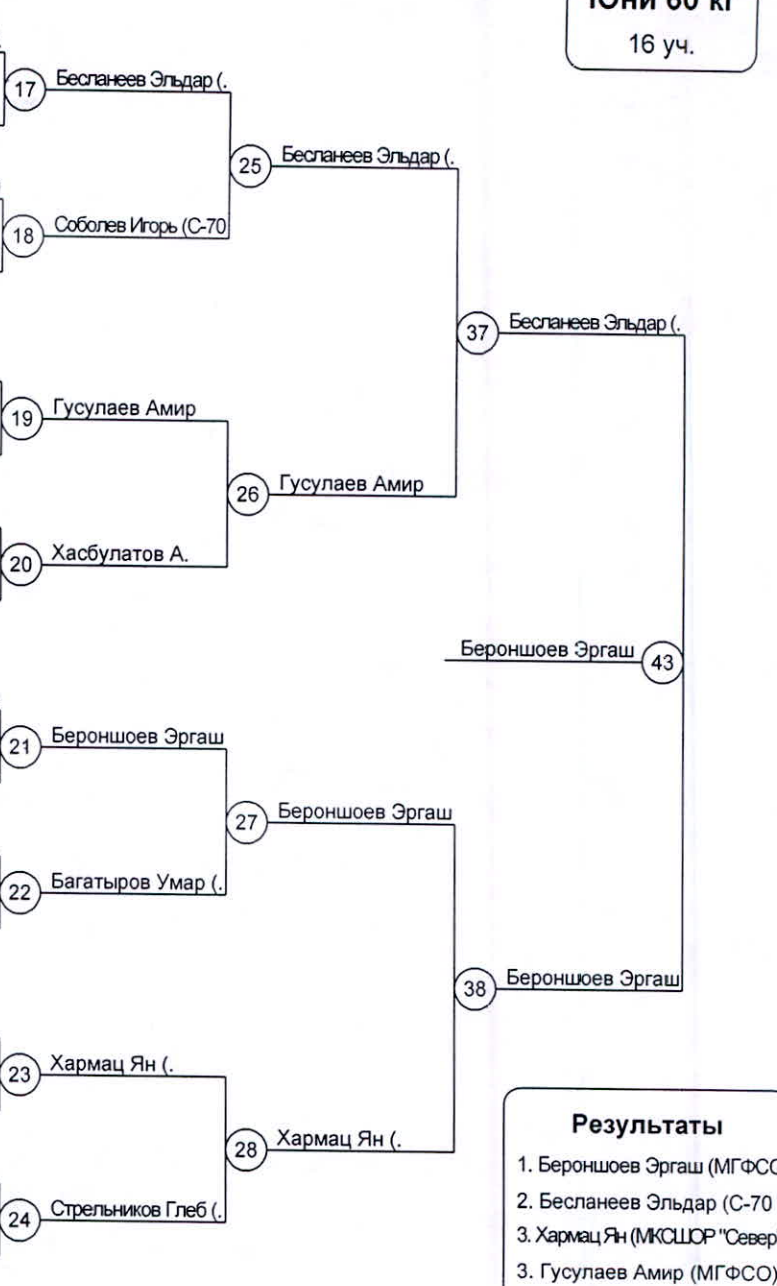 Юни 60 кг
16 уч.
17 Бесланеев Эльдар (.
25 Бесланеев Эльдар (.
18 Соболев Игорь (С-70
37 Бесланеев Эльдар (.
19 Гусулаев Амир
26 Гусулаев Амир
20 Хасбулатов А.
Бероншоев Эргаш 43
21 Бероншоев Эргаш
27 Бероншоев Эргаш
22 Багатыров Умар (.
38 Бероншоев Эргаш
23 Хармац Ян (.
28 Хармац Ян (.
24 Стрельников Глеб (.
Результаты
1. Бероншоев Эргаш (МГФСО
2. Бесланеев Эльдар (С-70
3. Хармац Ян (МКСШОР "Север"
3. Гусулаев Амир (МГФСО)